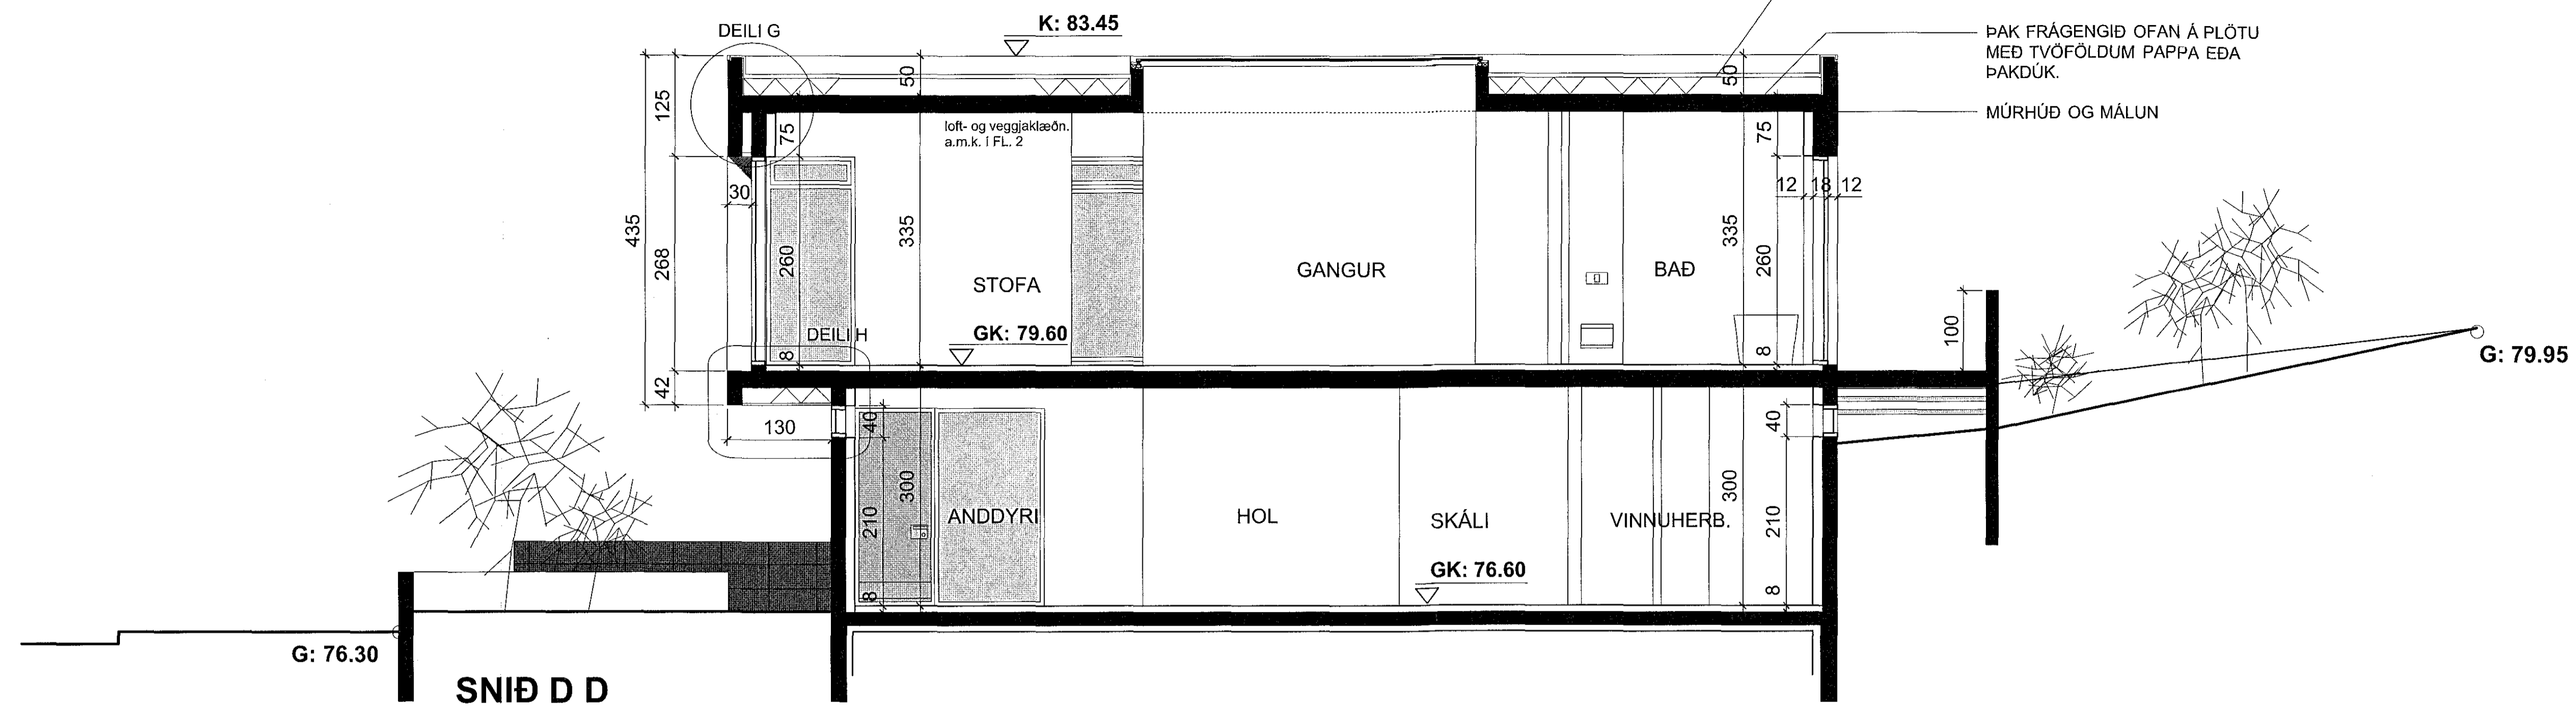 DEILI G
K: 83.45
ÞAK FRÁGENGIÐ OFAN Á PLÖTU
MEÐ TVÖFÖLDUM PAPPA EÐA
ÞAKDÚK.
MÚRHÚÐ OG MÁLUN
50
50
125
75
loft- og veggjaklæðn.
a.m.k. í FL. 2
75
30
12
18
12
435
268
260
335
335
260
STOFA
GANGUR
BAÐ
GK: 79.60
DEILI H
8
8
100
G: 79.95
42
130
40
40
300
210
300
210
ANDDYRI
HOL
SKÁLI
VINNUHERB.
GK: 76.60
8
8
G: 76.30
SNIÐ D D